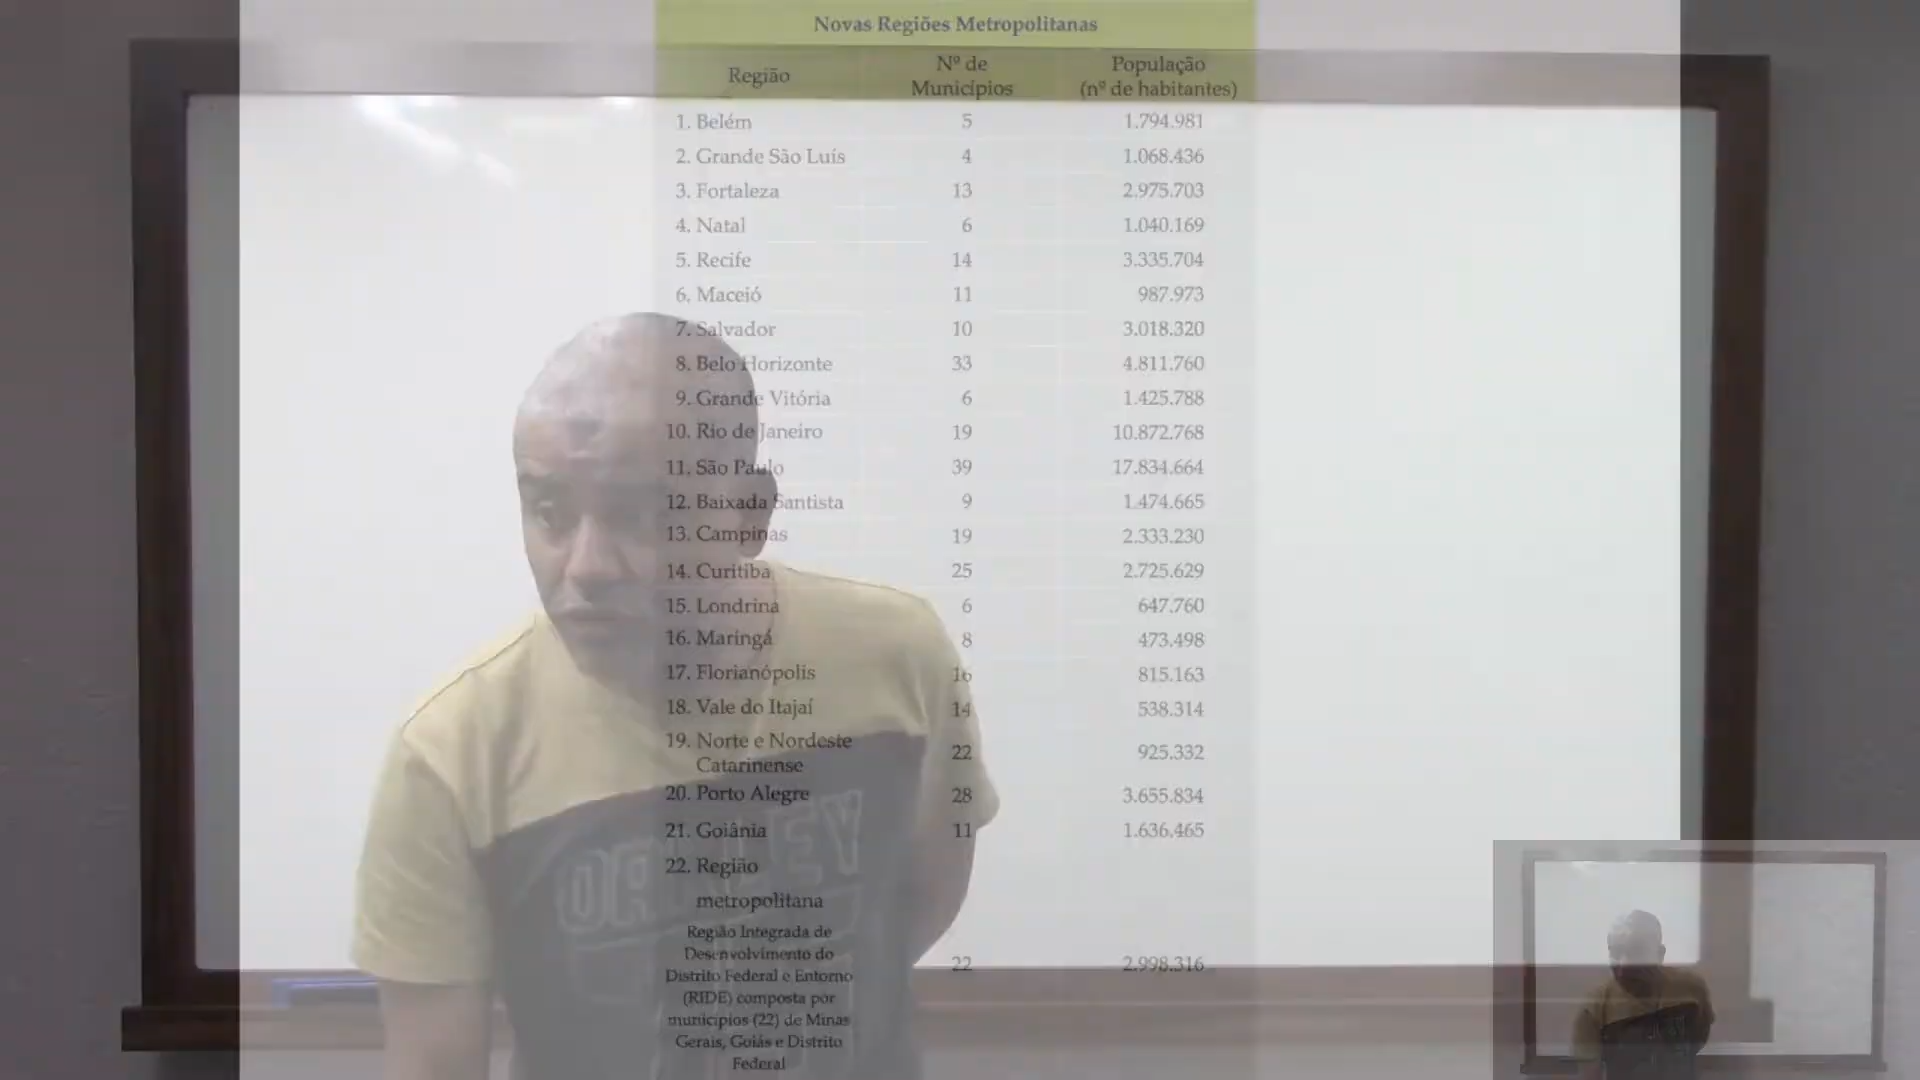 Novas Regiões Metropolitanas
Região
Nº de
Municípios
População
(nº de habitantes)
1. Belém 5 1.794.981
2. Grande São Luís 4 1.068.436
3. Fortaleza 13 2.975.703
4. Natal 6 1.040.169
5. Recife 14 3.335.704
6. Maceió 11 987.973
7. Salvador 10 3.018.320
8. Belo Horizonte 33 4.811.760
9. Grande Vitória 6 1.425.788
10. Rio de Janeiro 19 10.872.768
11. São Paulo 39 17.834.664
12. Baixada Santista 9 1.474.665
13. Campinas 19 2.333.230
14. Curitiba 25 2.725.629
15. Londrina 6 647.760
16. Maringá 8 473.498
17. Florianópolis 16 815.163
18. Vale do Itajaí 14 538.314
19. Norte e Nordeste
Catarinense 22 925.332
20. Porto Alegre 28 3.655.834
21. Goiânia 11 1.636.465
22. Região
metropolitana
Região Integrada de
Desenvolvimento do
Distrito Federal e Entorno 22 2.998.316
(RIDE) composta por
municípios (22) de Minas
Gerais, Goiás e Distrito
Federal